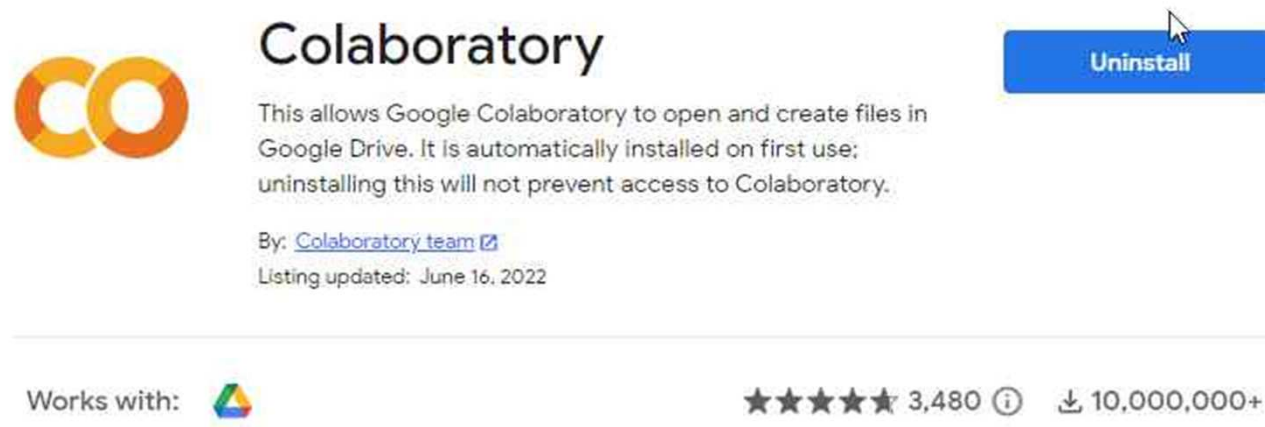 Colaboratory
Uninstall
This allows Google Colaboratory to open and create files in
Google Drive. It is automatically installed on first use;
uninstalling this will not prevent access to Colaboratory.
By: Colaboratory team
Listing updated: June 16, 2022
Works with:
3,480
10,000,000+